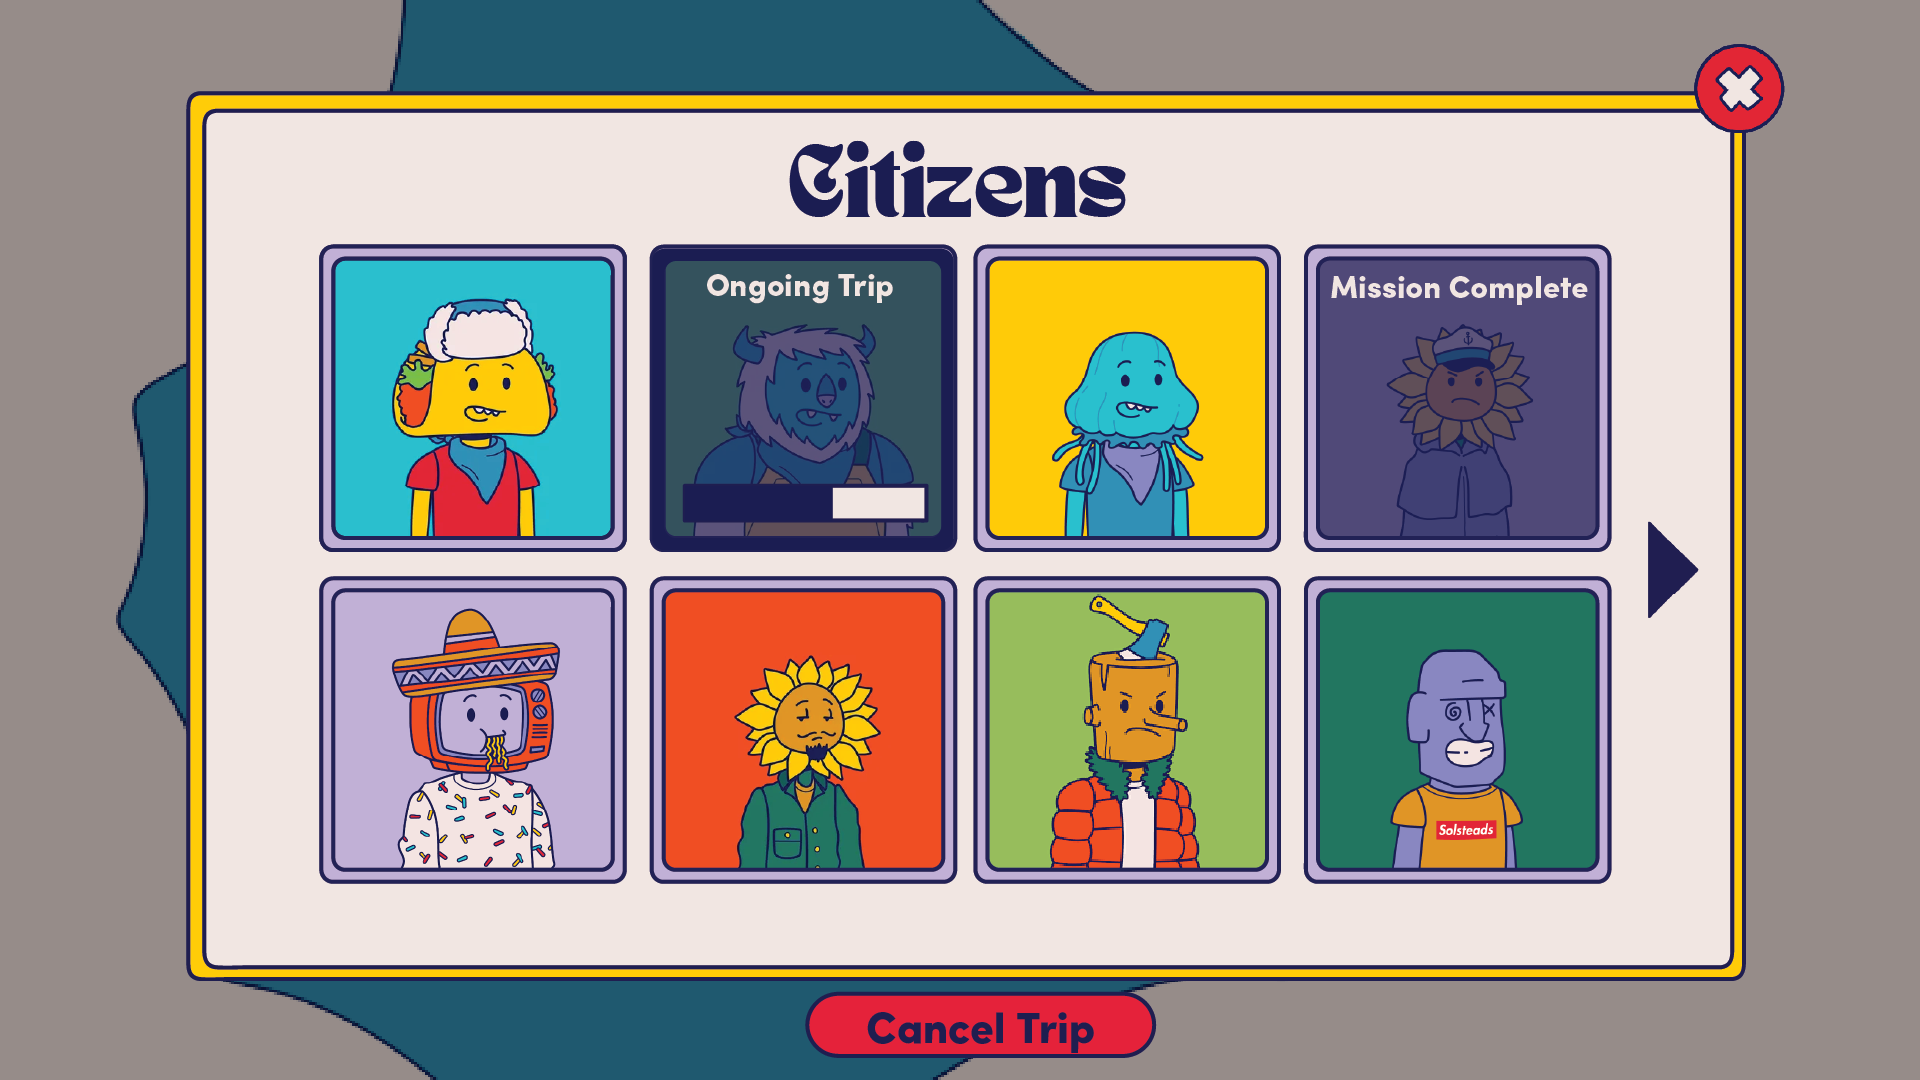 Citizens
Ongoing Trip
Mission Complete
Solsteads
Cancel Trip